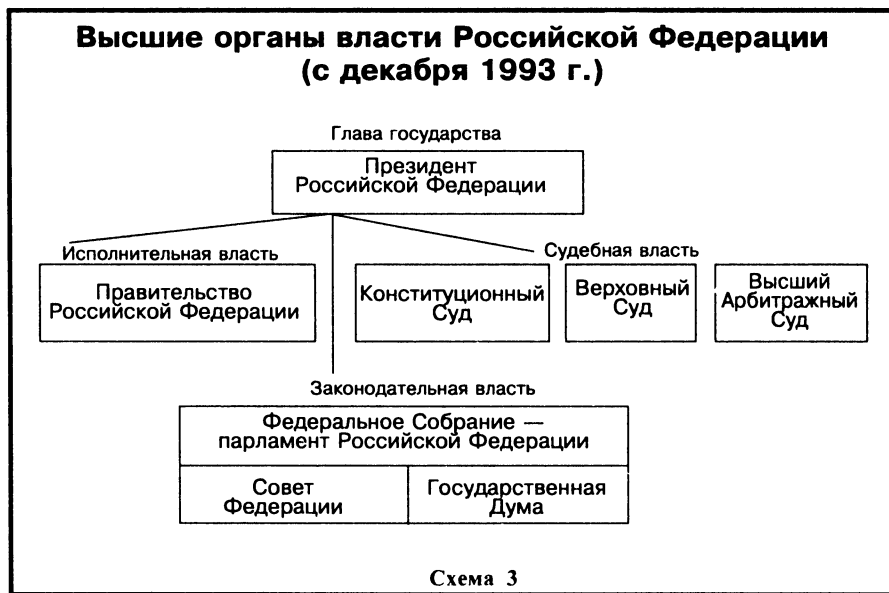 Высшие органы власти Российской Федерации
(с декабря 1993 г.)
Глава государства
Президент
Российской Федерации
Исполнительная власть
Правительство
Российской Федерации
Судебная власть
Конституционный
Суд
Верховный
Суд
Высший
Арбитражный
Суд
Законодательная власть
Федеральное Собрание —
парламент Российской Федерации
Совет
Федерации
Государственная
Дума
Схема 3